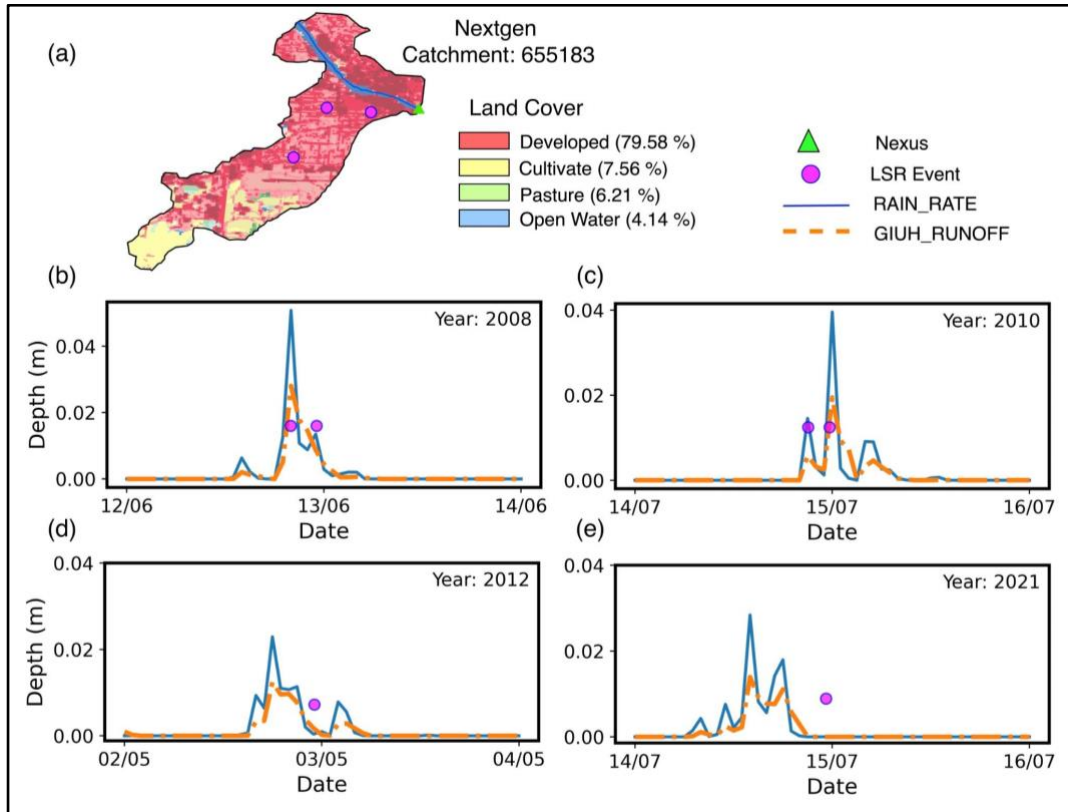 (a)
Nextgen
Catchment: 655183
Land Cover
Developed (79.58 %)
Cultivate (7.56 %)
Pasture (6.21 %)
Open Water (4.14 %)
Nexus
LSR Event
RAIN_RATE
GIUH_RUNOFF
(b)
Year: 2008
Depth (m)
0.04
0.02
0.00
12/06
13/06
14/06
Date
(c)
Year: 2010
0.04
0.02
0.00
14/07
15/07
16/07
Date
(d)
Year: 2012
Depth (m)
0.04
0.02
0.00
02/05
03/05
04/05
Date
(e)
Year: 2021
0.04
0.02
0.00
14/07
15/07
16/07
Date